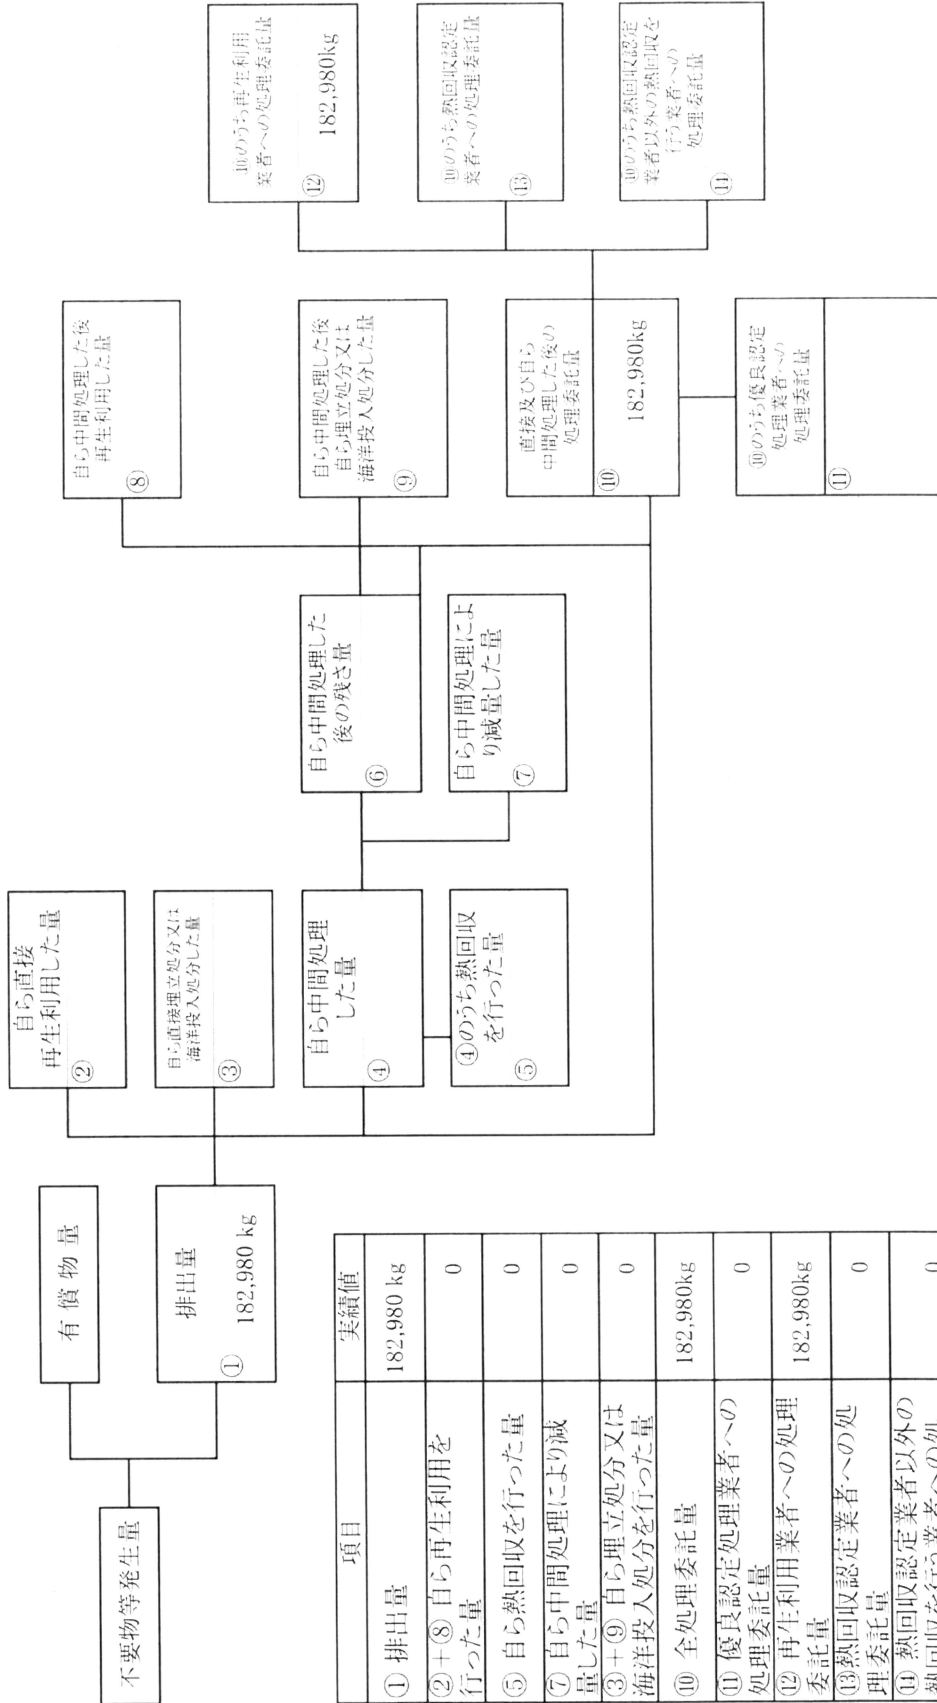 不要物等発生量
有償物量
排出量
①
182,980 kg
自ら直接
再生利用した量
②
自ら直接埋立処分又は
海洋投入処分した量
③
自ら中間処理
した量
④
④のうち熱回収
を行った量
⑤
自ら中間処理した
後の残さ量
⑥
自ら中間処理によ
り減量した量
⑦
自ら中間処理した後
再生利用した量
⑧
自ら中間処理した後
自ら埋立処分又は
海洋投入処分した量
⑨
直接及び自ら
中間処理した後の
処理委託量
⑩
182,980kg
⑩のうち優良認定
処理業者への
処理委託量
⑪
⑩のうち再生利用
業者への処理委託量
⑫
182,980kg
⑩のうち熱回収認定
業者への処理委託量
⑬
⑩のうち熱回収認定
業者以外の熱回収を
行う業者への
処理委託量
⑭
項目 実績値
① 排出量 182,980 kg
②+⑧ 自ら再生利用を
行った量 0
⑤ 自ら熱回収を行った量 0
⑦ 自ら中間処理により減
量した量 0
③+⑨ 自ら埋立処分又は
海洋投入処分を行った量 0
⑩ 全処理委託量 182,980kg
⑪ 優良認定処理業者への
処理委託量 0
⑫ 再生利用業者への処理
委託量 182,980kg
⑬熱回収認定業者への処
理委託量 0
⑭ 熱回収認定業者以外の
熱回収を行う業者への処 0